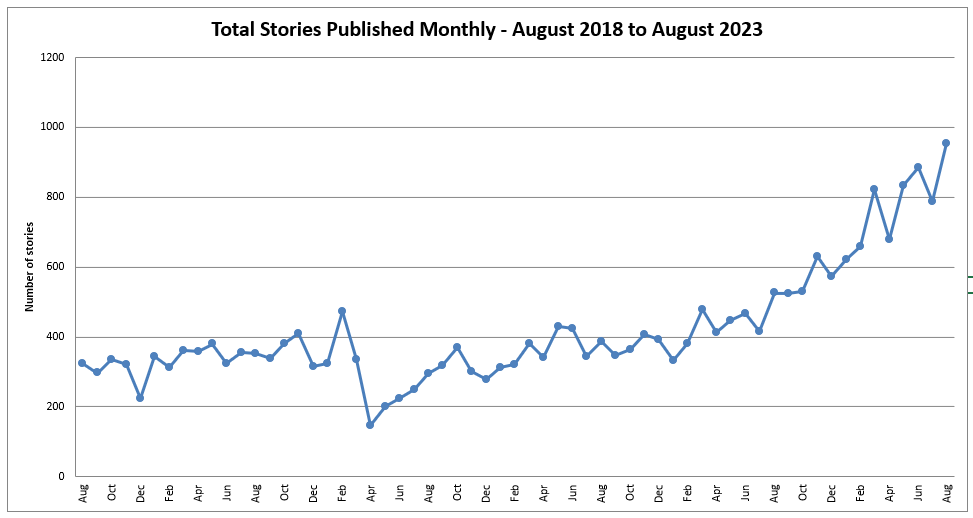 Total Stories Published Monthly - August 2018 to August 2023
1200
1000
800
600
400
200
0
Number of stories
Aug Oct Dec Feb Apr Jun Aug Oct Dec Feb Apr Jun Aug Oct Dec Feb Apr Jun Aug Oct Dec Feb Apr Jun Aug Oct Dec Feb Apr Jun Aug